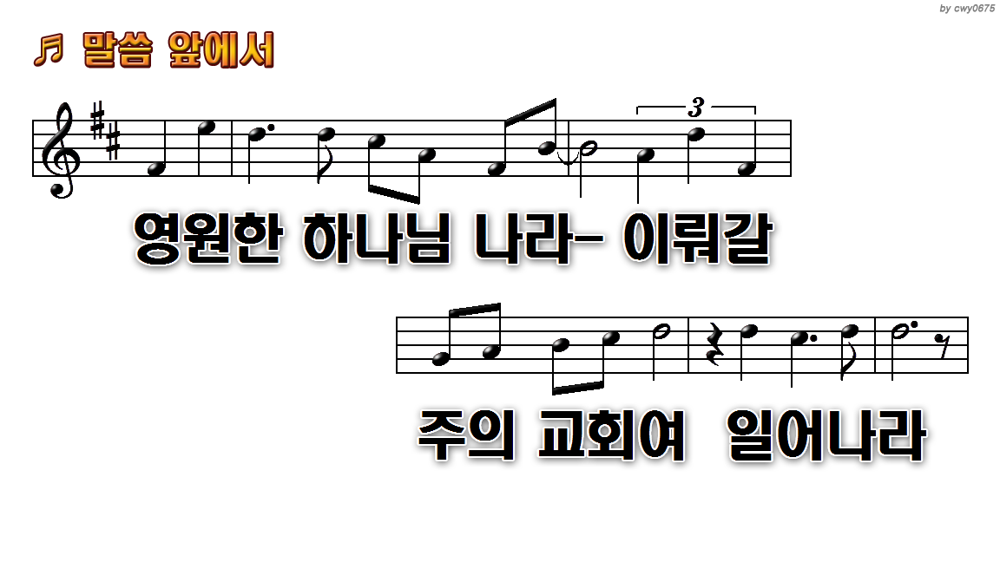 by cwy0675
♬ 말씀 앞에서
3
영원한 하나님 나라- 이뤄갈
주의 교회여 일어나라